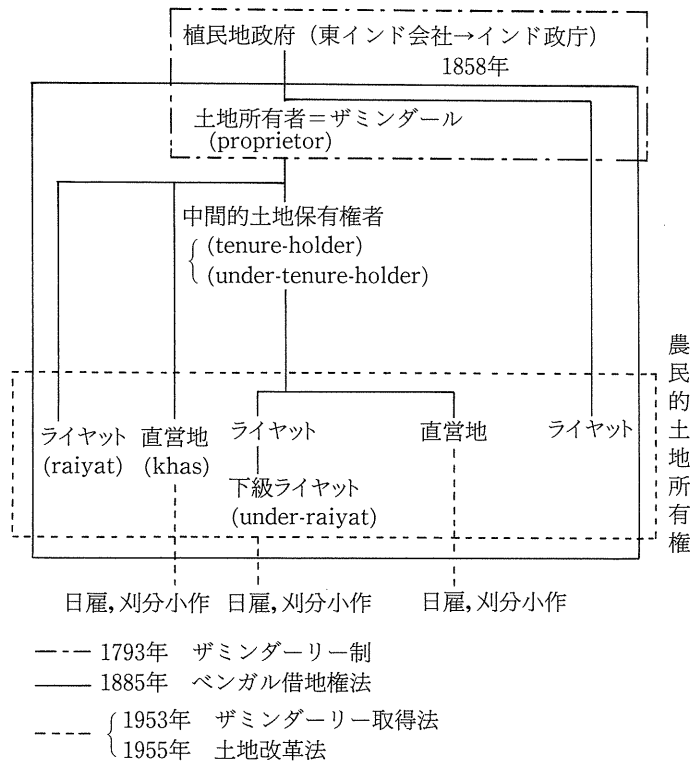 植民地政府（東インド会社→インド政庁）
1858年
土地所有者＝ザミンダール
(proprietor)
中間的土地保有権者
(tenure-holder)
(under-tenure-holder)
農民的土地所有権
ライヤット
(raiyat)
直営地
(khas)
ライヤット
下級ライヤット
(under-raiyat)
直営地
ライヤット
日雇，刈分小作
日雇，刈分小作
日雇，刈分小作
1793年　ザミンダーリー制
1885年　ベンガル借地権法
1953年　ザミンダーリー取得法
1955年　土地改革法